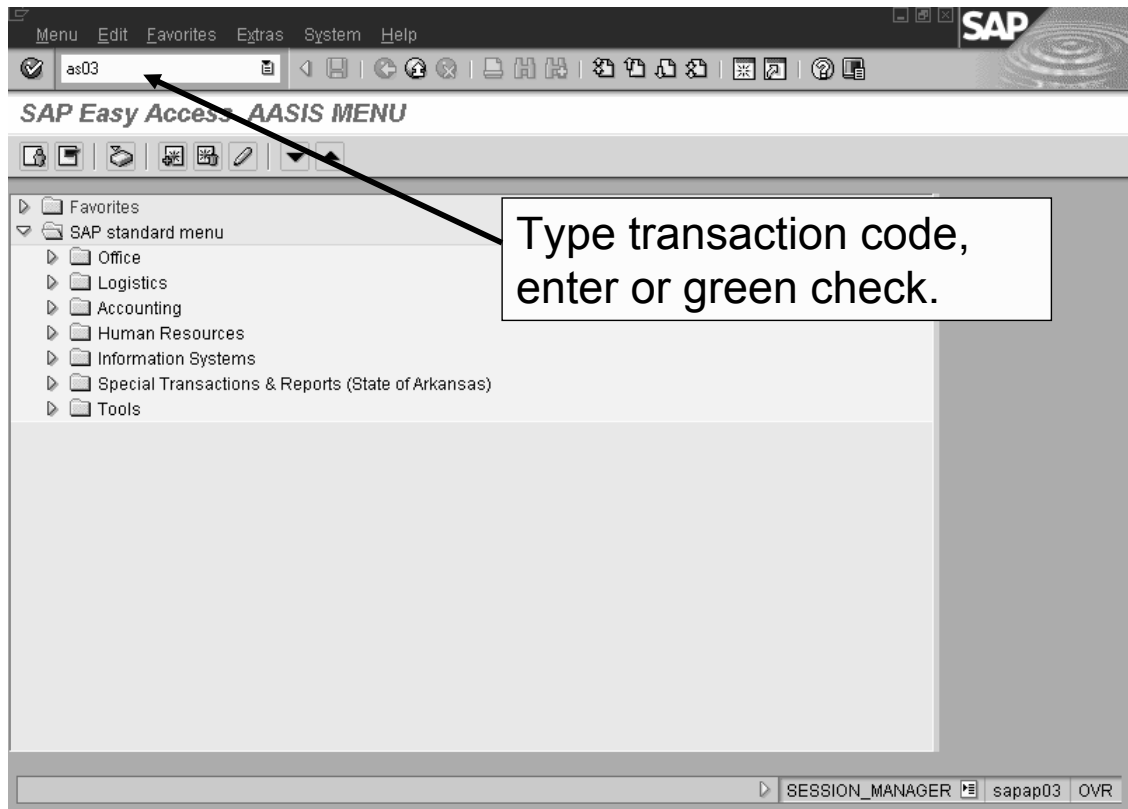 Menu Edit Favorites Extras System Help
SAP
as03
SAP Easy Access AASIS MENU
Favorites
SAP standard menu
Office
Logistics
Accounting
Human Resources
Information Systems
Special Transactions & Reports (State of Arkansas)
Tools
Type transaction code,
enter or green check.
SESSION_MANAGER sapap03 OVR